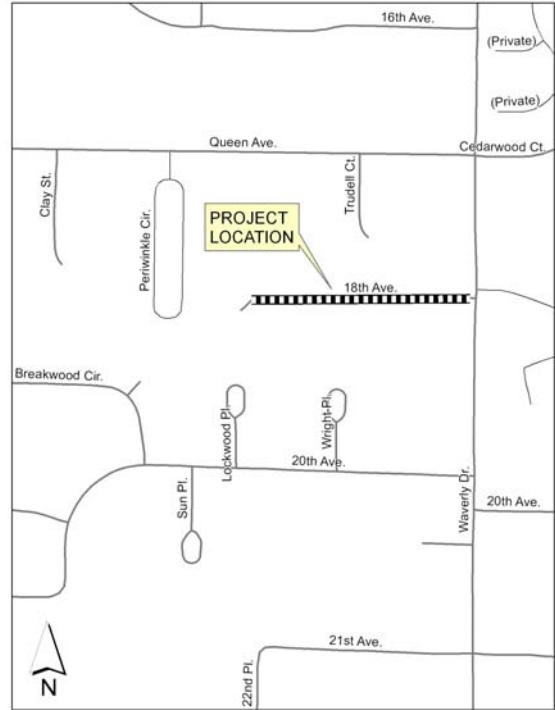 16th Ave.
(Private)
(Private)
Queen Ave.
Cedarwood Ct.
Clay St.
Periwinkle Cir.
Trudell Ct.
PROJECT
LOCATION
18th Ave.
Breakwood Cir.
Lockwood Pl.
Wright Pl.
20th Ave.
Sun Pl.
Waverly Dr.
20th Ave.
21st Ave.
22nd Pl.
N